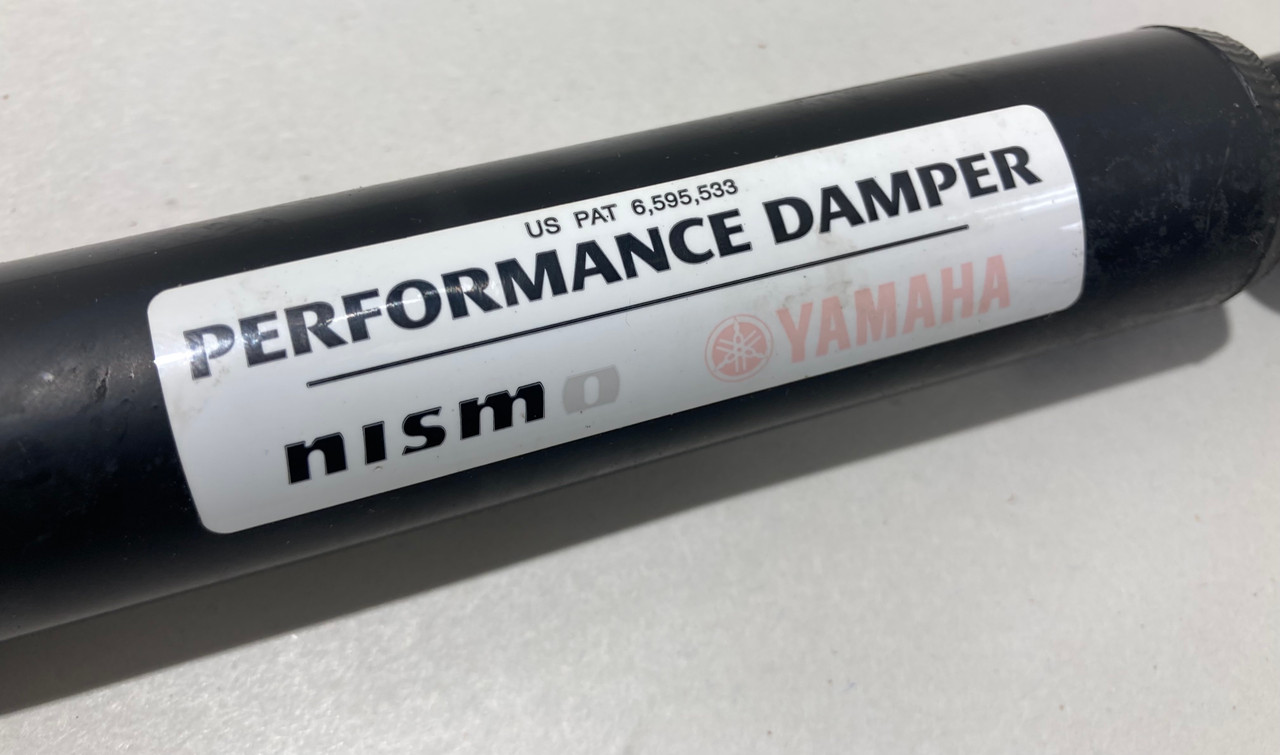 US PAT 6,595,533
PERFORMANCE DAMPER
nismo YAMAHA